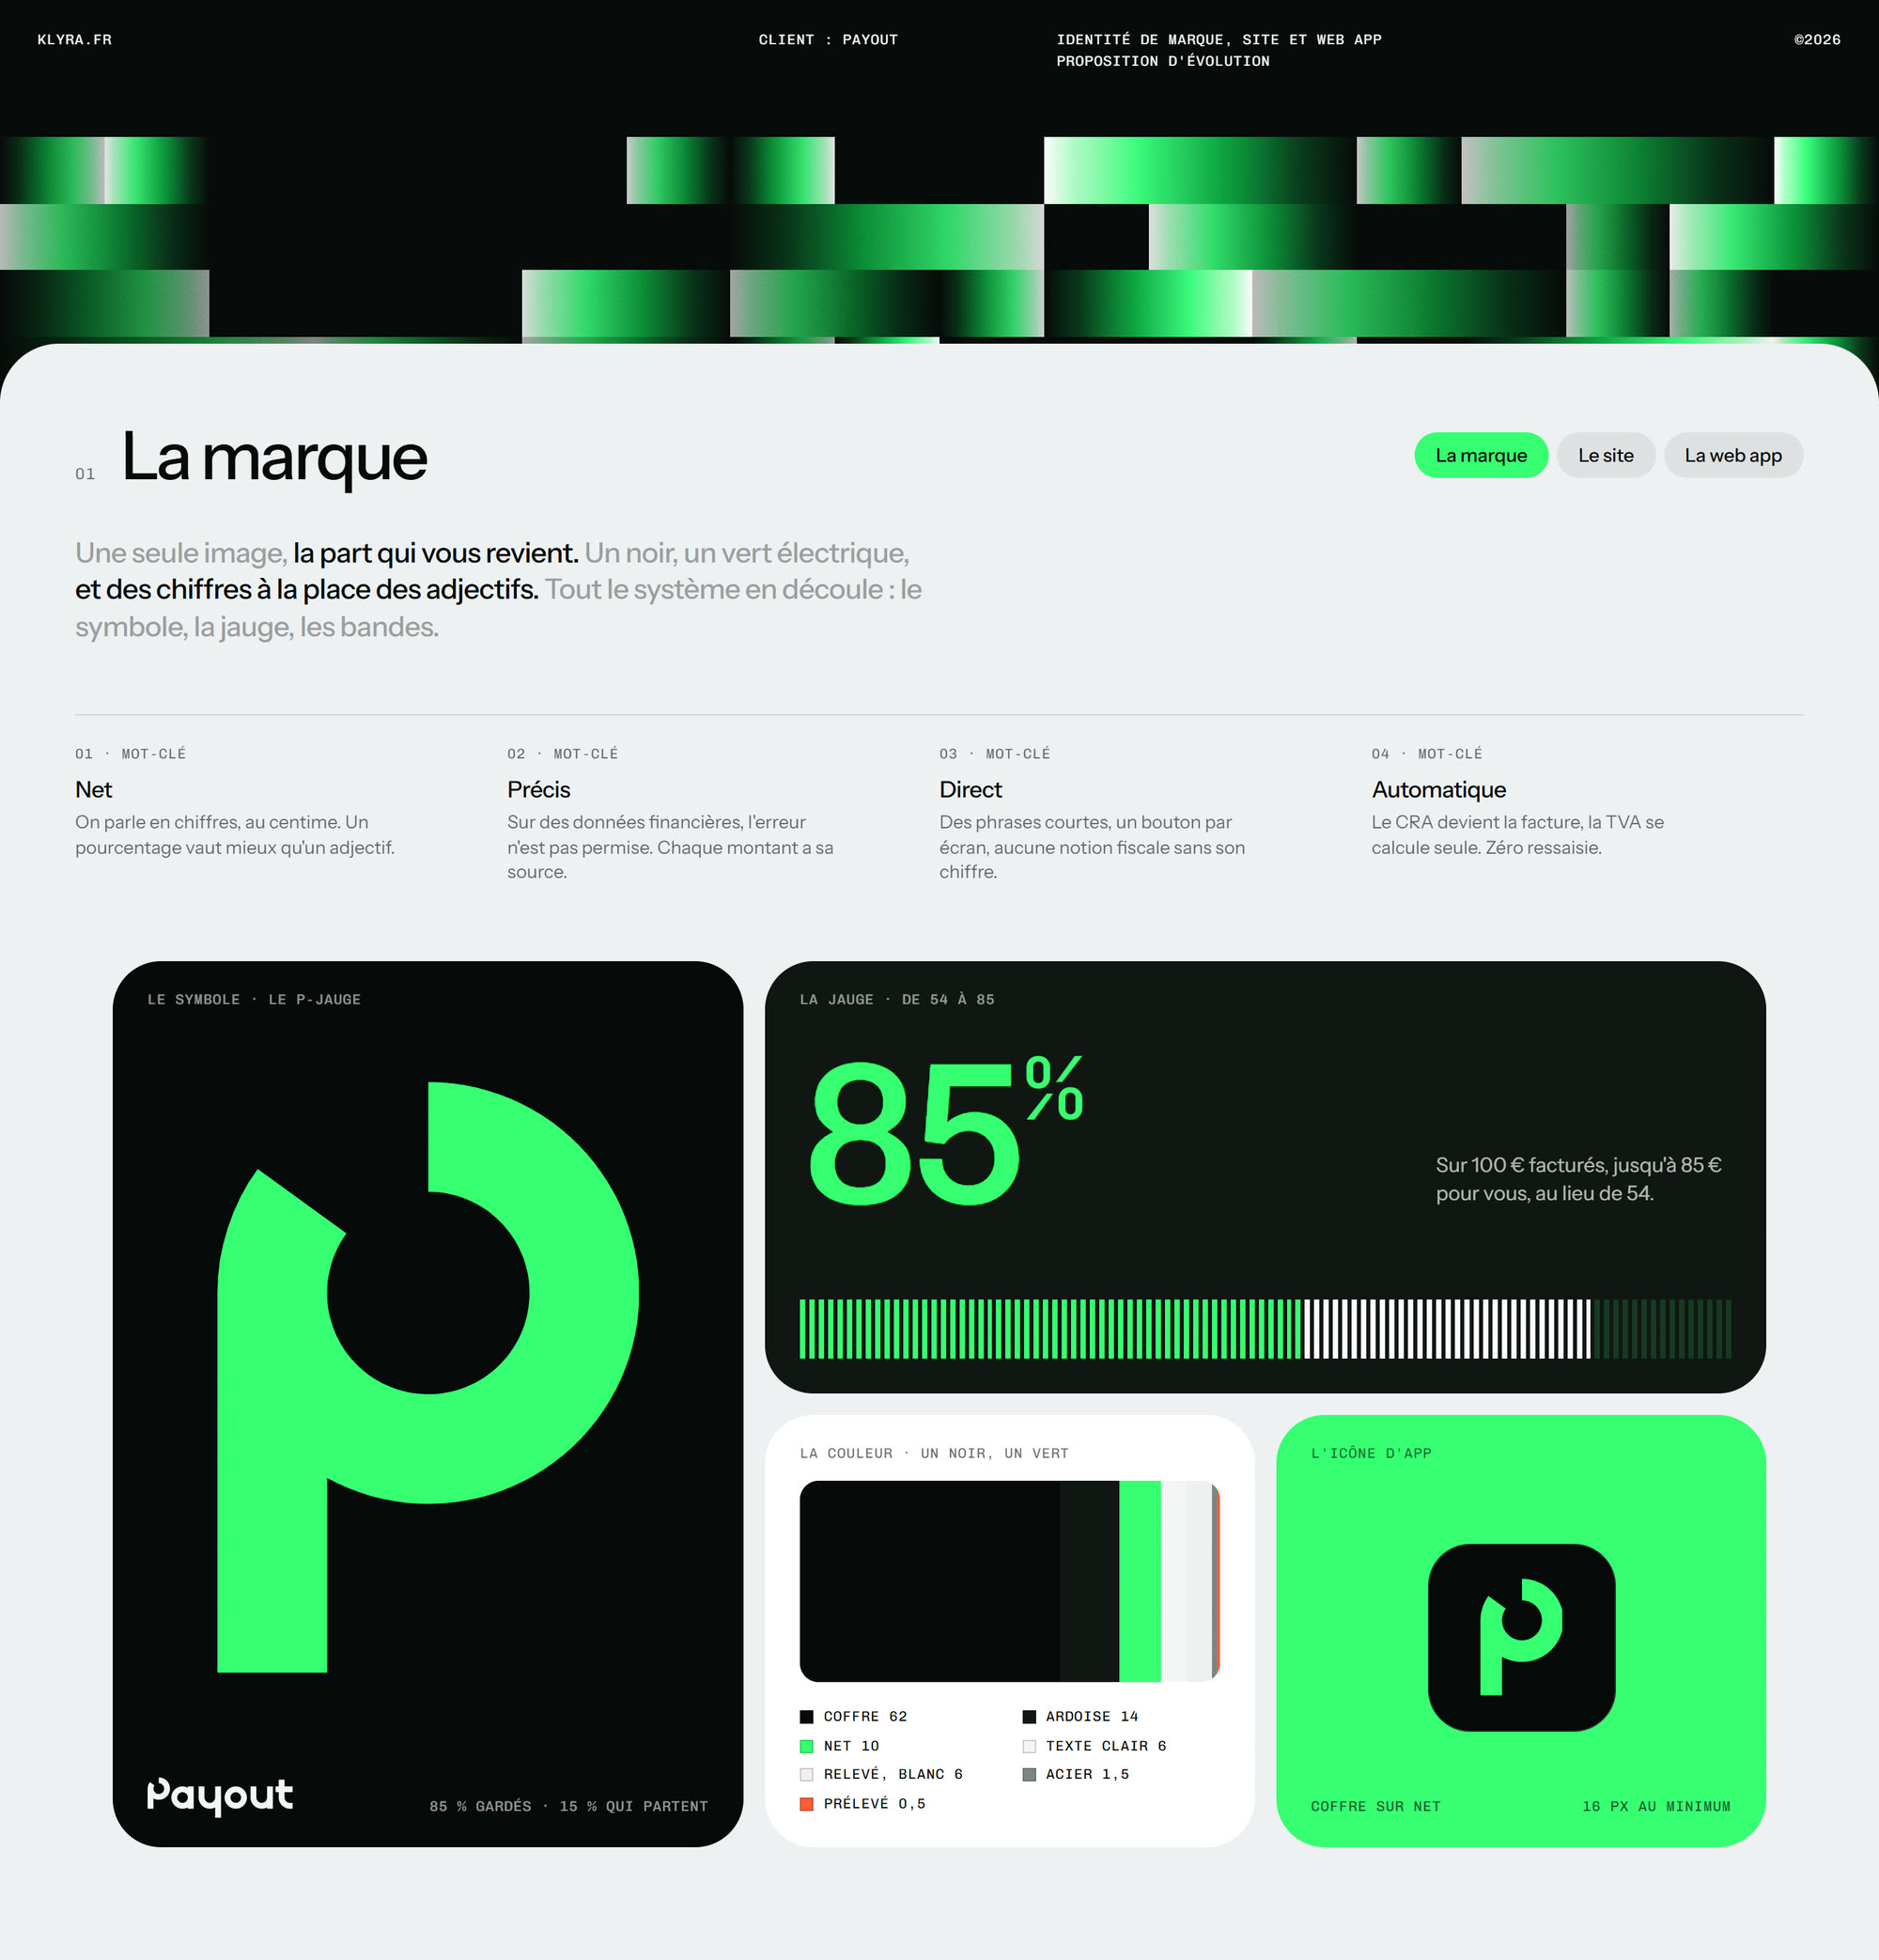 KLYRA.FR
CLIENT : PAYOUT
IDENTITÉ DE MARQUE, SITE ET WEB APP
PROPOSITION D'ÉVOLUTION
©2026
01
La marque
La marque
Le site
La web app
Une seule image, la part qui vous revient. Un noir, un vert électrique,
et des chiffres à la place des adjectifs. Tout le système en découle : le
symbole, la jauge, les bandes.
01 · MOT-CLÉ
Net
On parle en chiffres, au centime. Un
pourcentage vaut mieux qu'un adjectif.
02 · MOT-CLÉ
Précis
Sur des données financières, l'erreur
n'est pas permise. Chaque montant a sa
source.
03 · MOT-CLÉ
Direct
Des phrases courtes, un bouton par
écran, aucune notion fiscale sans son
chiffre.
04 · MOT-CLÉ
Automatique
Le CRA devient la facture, la TVA se
calcule seule. Zéro ressaisie.
LE SYMBOLE · LE P-JAUGE
Payout
85 % GARDÉS · 15 % QUI PARTENT
LA JAUGE · DE 54 À 85
85%
Sur 100 € facturés, jusqu'à 85 €
pour vous, au lieu de 54.
LA COULEUR · UN NOIR, UN VERT
COFFRE 62
ARDOISE 14
NET 10
TEXTE CLAIR 6
RELEVÉ, BLANC 6
ACIER 1,5
PRÉLEVÉ 0,5
L'ICÔNE D'APP
COFFRE SUR NET
16 PX AU MINIMUM